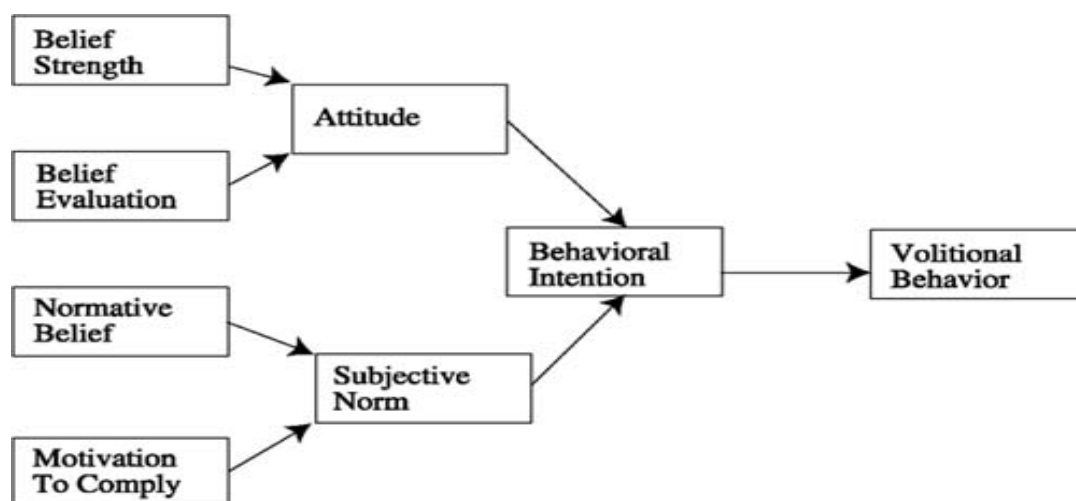 Belief
Strength
Attitude
Belief
Evaluation
Behavioral
Intention
Volitional
Behavior
Normative
Belief
Subjective
Norm
Motivation
To Comply